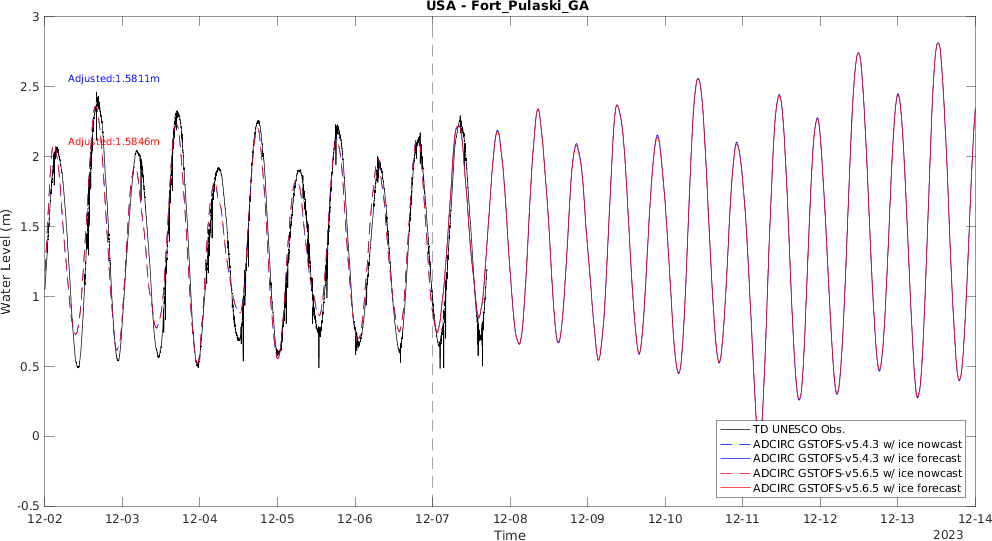 USA - Fort_Pulaski_GA
3
2.5
2
1.5
1
0.5
0
-0.5
Water Level (m)
Adjusted:1.5811m
Adjusted:1.5846m
TD UNESCO Obs.
ADCIRC GSTOFS-v5.4.3 w/ ice nowcast
ADCIRC GSTOFS-v5.4.3 w/ ice forecast
ADCIRC GSTOFS-v5.6.5 w/ ice nowcast
ADCIRC GSTOFS-v5.6.5 w/ ice forecast
12-02 12-03 12-04 12-05 12-06 12-07 12-08 12-09 12-10 12-11 12-12 12-13 12-14
Time
2023